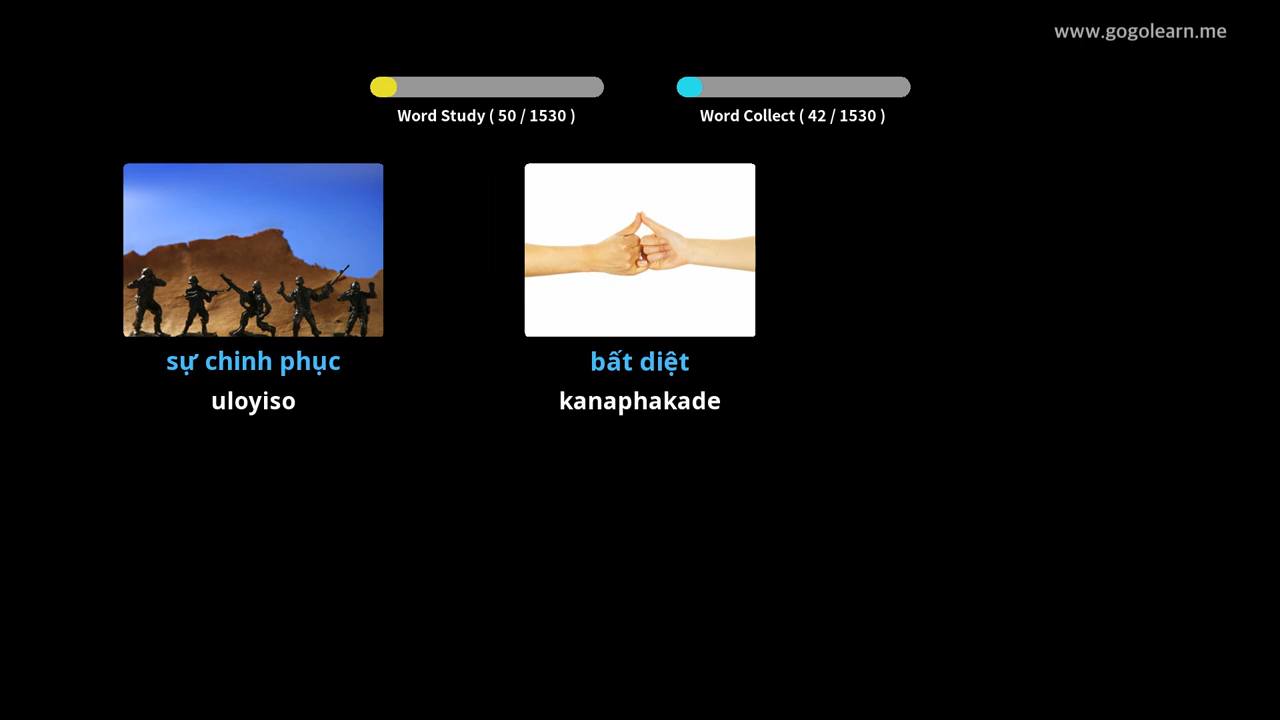 www.gogolearn.me
Word Study ( 50 / 1530 )
Word Collect ( 42 / 1530 )
sự chinh phục
uloyiso
bất diệt
kanaphakade